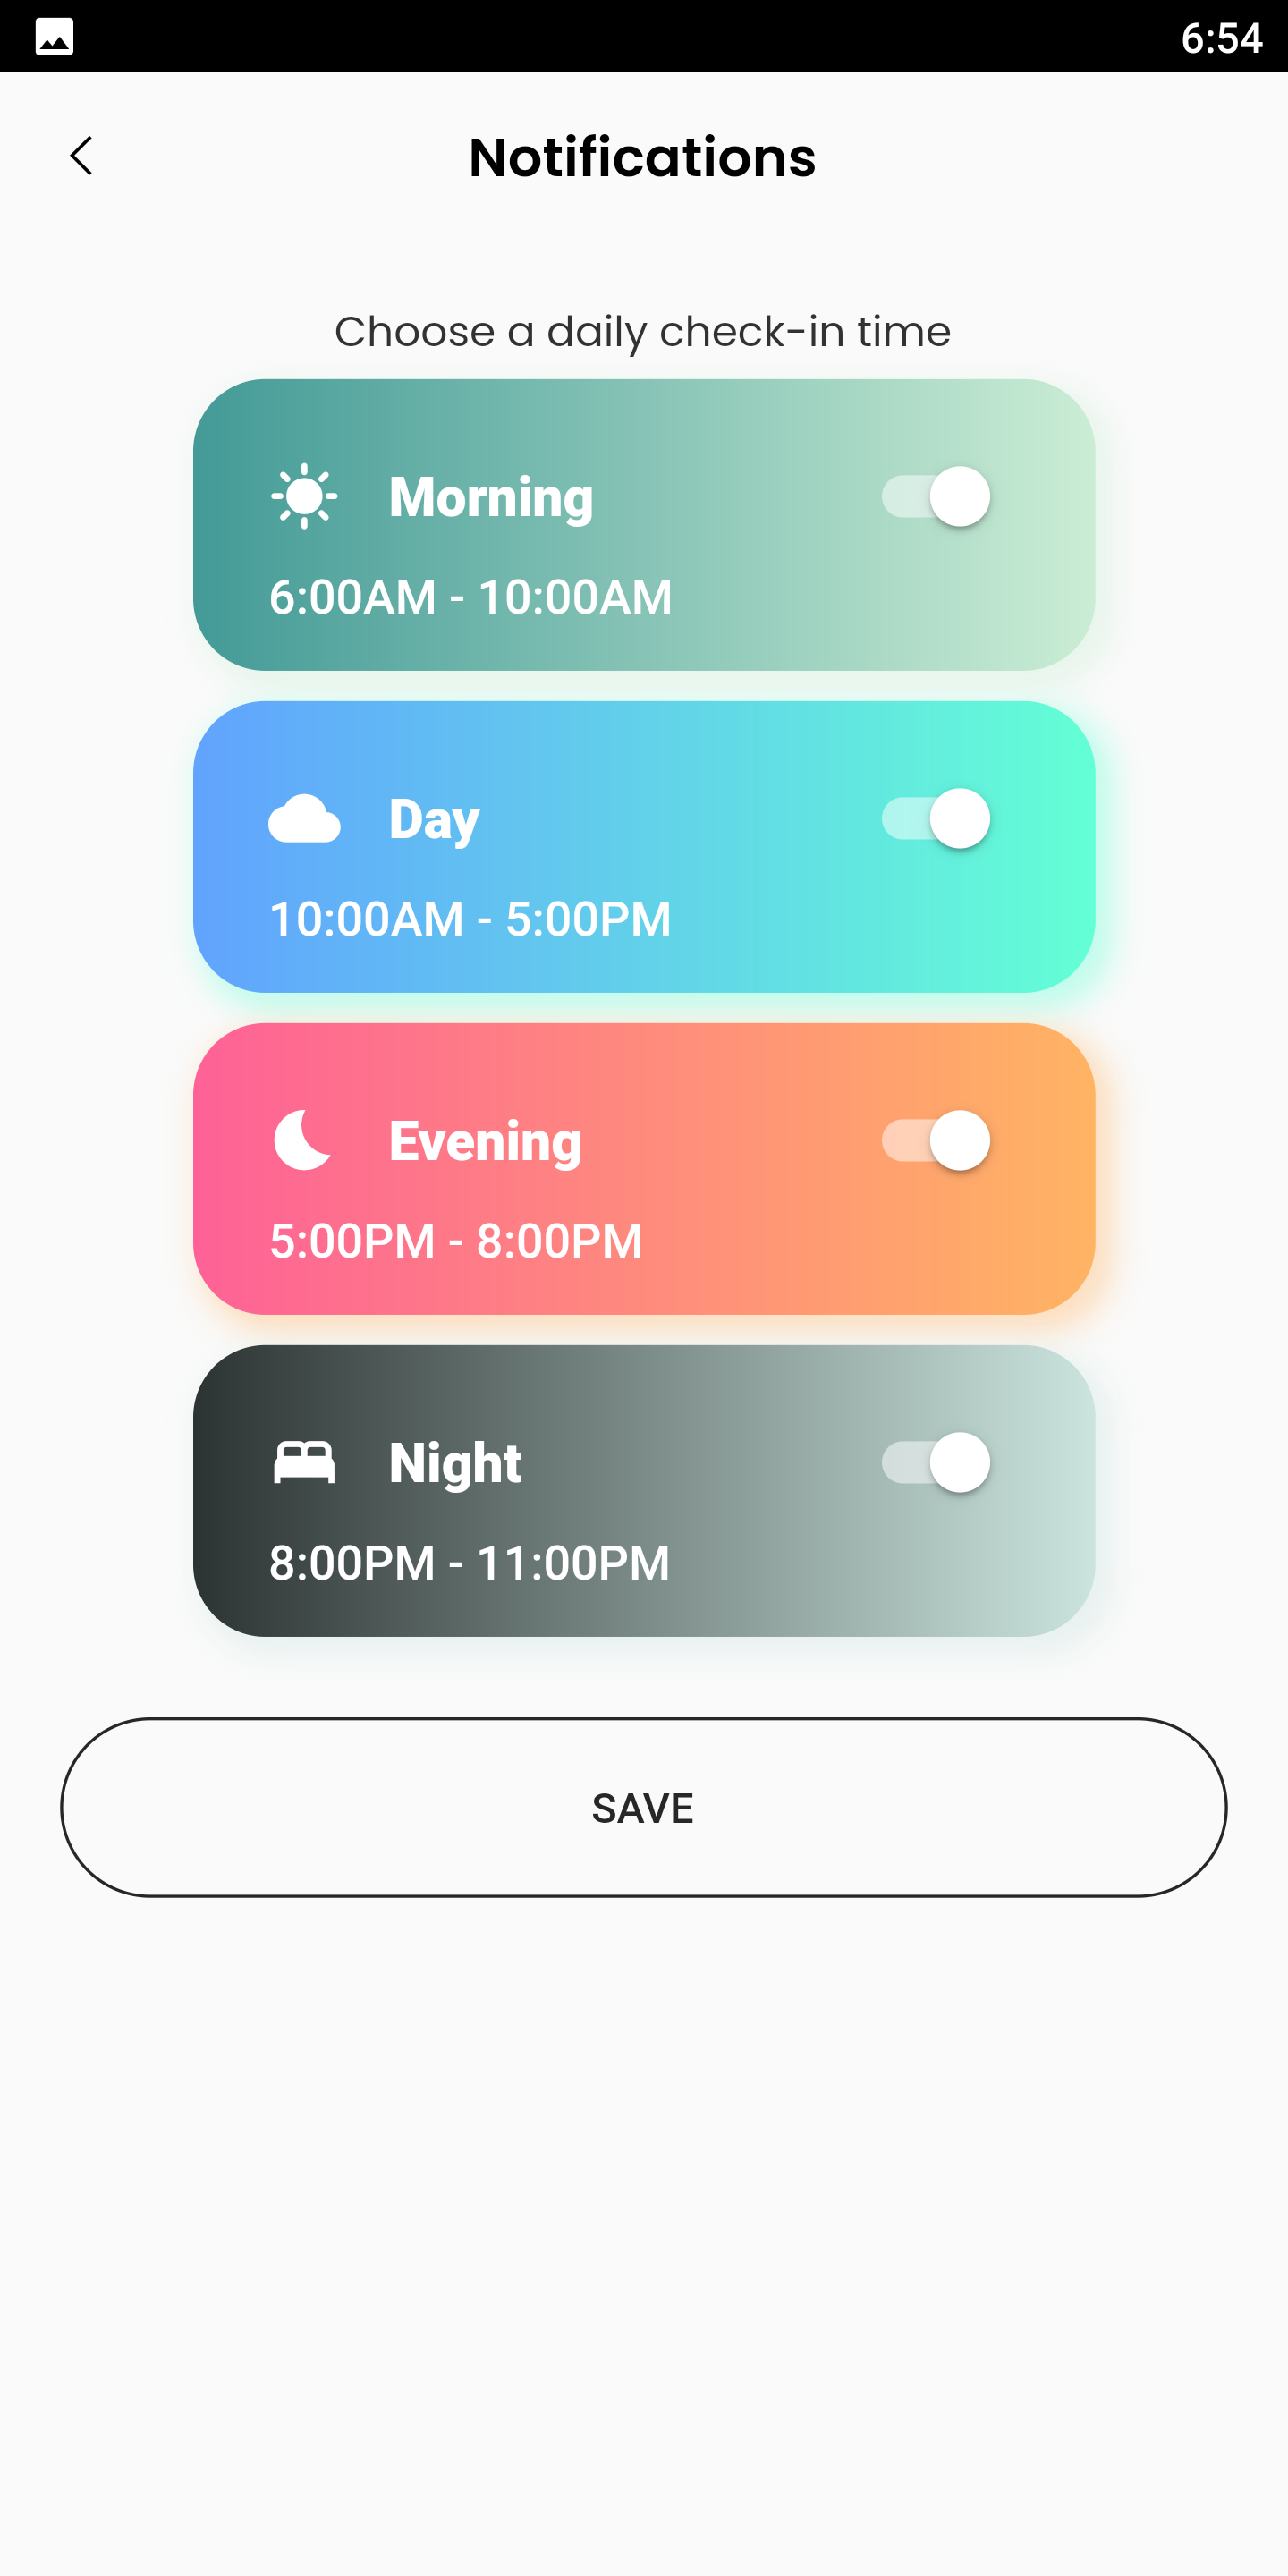 6:54
Notifications
Choose a daily check-in time
Morning
6:00AM - 10:00AM
Day
10:00AM - 5:00PM
Evening
5:00PM - 8:00PM
Night
8:00PM - 11:00PM
SAVE